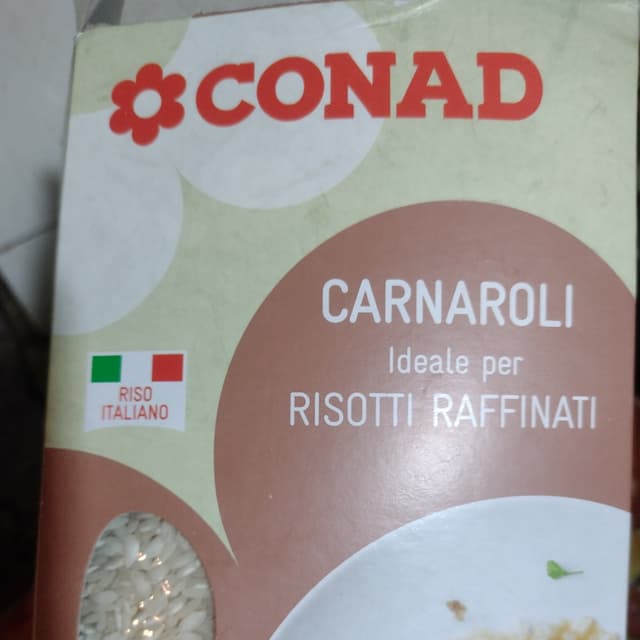 CONAD
CARNAROLI
Ideale per
RISOTTI RAFFINATI
RISO
ITALIANO